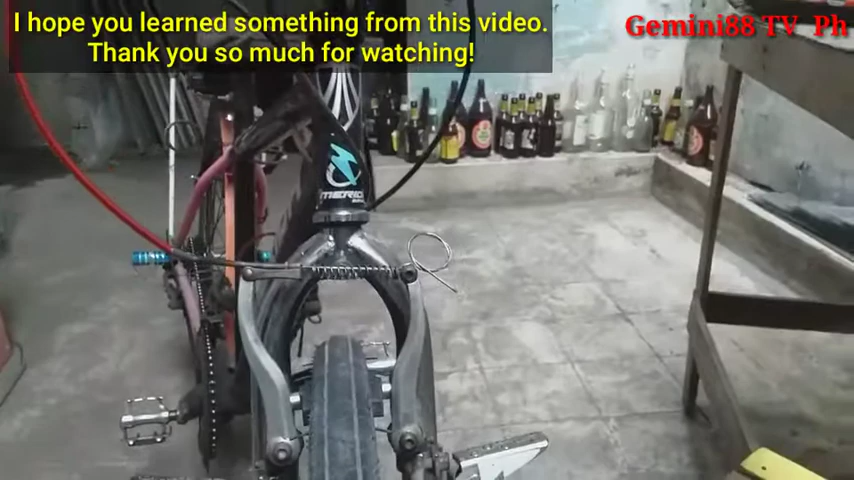 I hope you learned something from this video.
Thank you so much for watching!
Gemini88 TV Ph
MERIDA